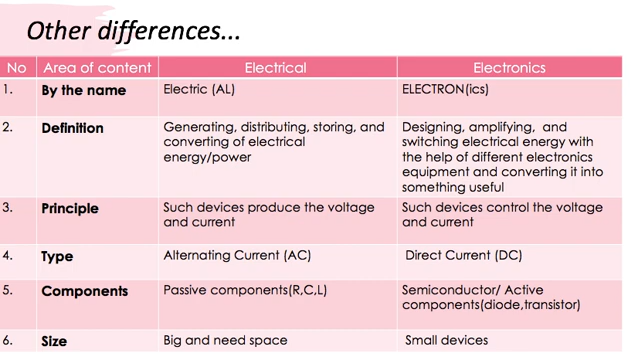 Other differences...
No Area of content Electrical Electronics
1. By the name Electric (AL) ELECTRON(ics)
2. Definition Generating, distributing, storing, and Designing, amplifying, and
converting of electrical switching electrical energy with
energy/power the help of different electronics
equipment and converting it into
something useful
3. Principle Such devices produce the voltage Such devices control the voltage
and current and current
4. Type Alternating Current (AC) Direct Current (DC)
5. Components Passive components(R,C,L) Semiconductor/ Active
components(diode,transistor)
6. Size Big and need space Small devices